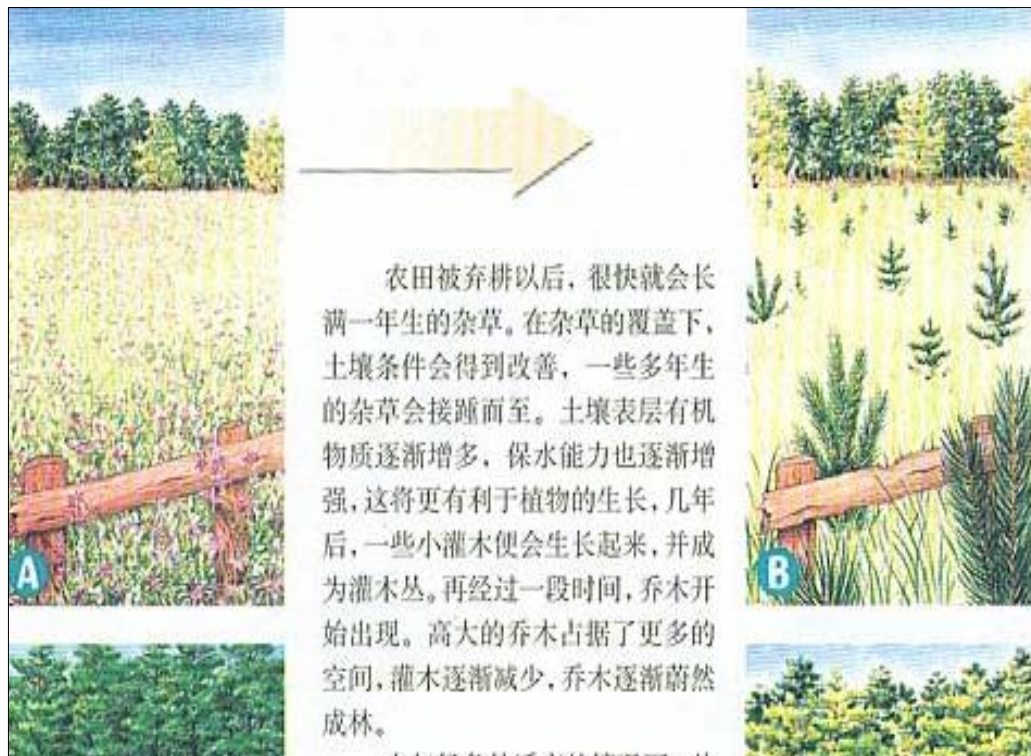 农田被弃耕以后，很快就会长
满一年生的杂草。在杂草的覆盖下，
土壤条件会得到改善，一些多年生
的杂草会接踵而至。土壤表层有机
物质逐渐增多，保水能力也逐渐增
强，这将更有利于植物的生长，几年
后，一些小灌木便会生长起来，并成
为灌木丛。再经过一段时间，乔木开
始出现。高大的乔木占据了更多的
空间，灌木逐渐减少，乔木逐渐蔚然
成林。
A
B